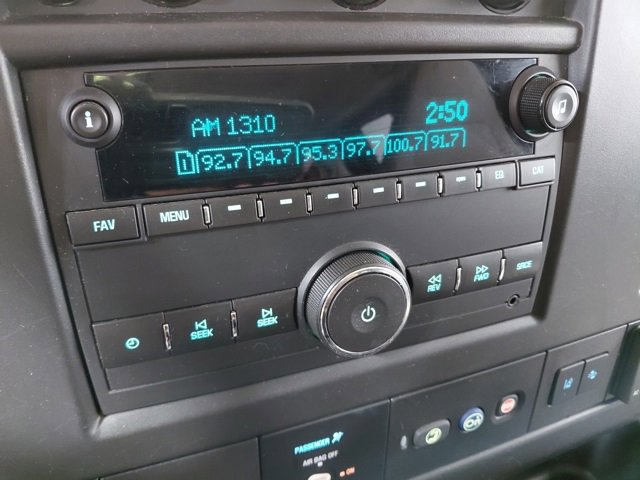 AM 1310 2:50
1 92.7 94.7 95.3 97.7 100.7 91.7
i
FAV MENU EQ CAT
SEEK SEEK REV FWD SRCE
PASSENGER
AIR BAG OFF
ON